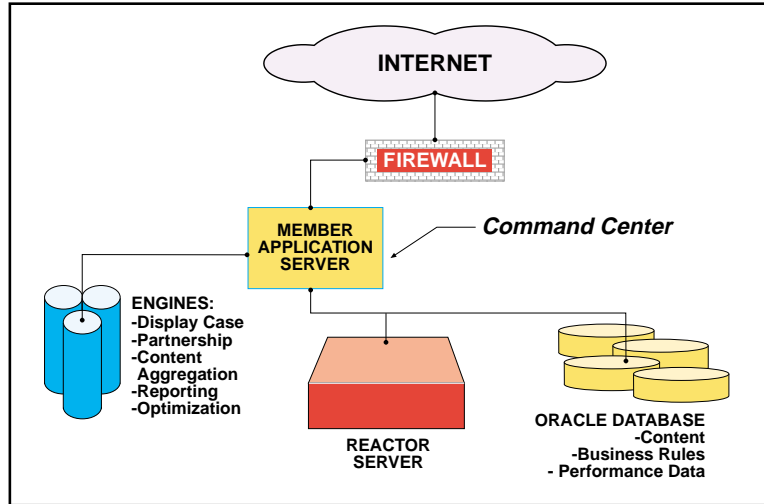 INTERNET
FIREWALL
MEMBER
APPLICATION
SERVER
Command Center
ENGINES:
-Display Case
-Partnership
-Content
Aggregation
-Reporting
-Optimization
REACTOR
SERVER
ORACLE DATABASE
-Content
-Business Rules
- Performance Data